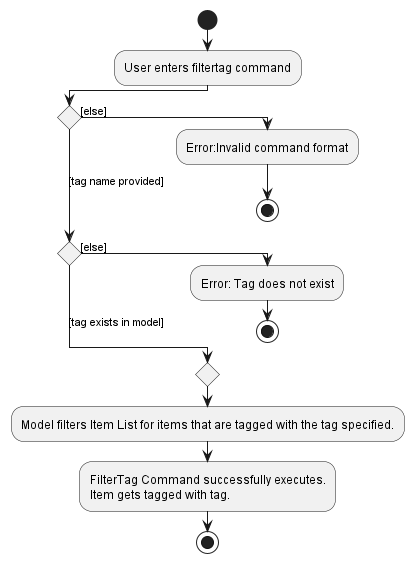 User enters filtertag command
[else]
Error:Invalid command format
[tag name provided]
[else]
Error: Tag does not exist
[tag exists in model]
Model filters Item List for items that are tagged with the tag specified.
FilterTag Command successfully executes.
Item gets tagged with tag.